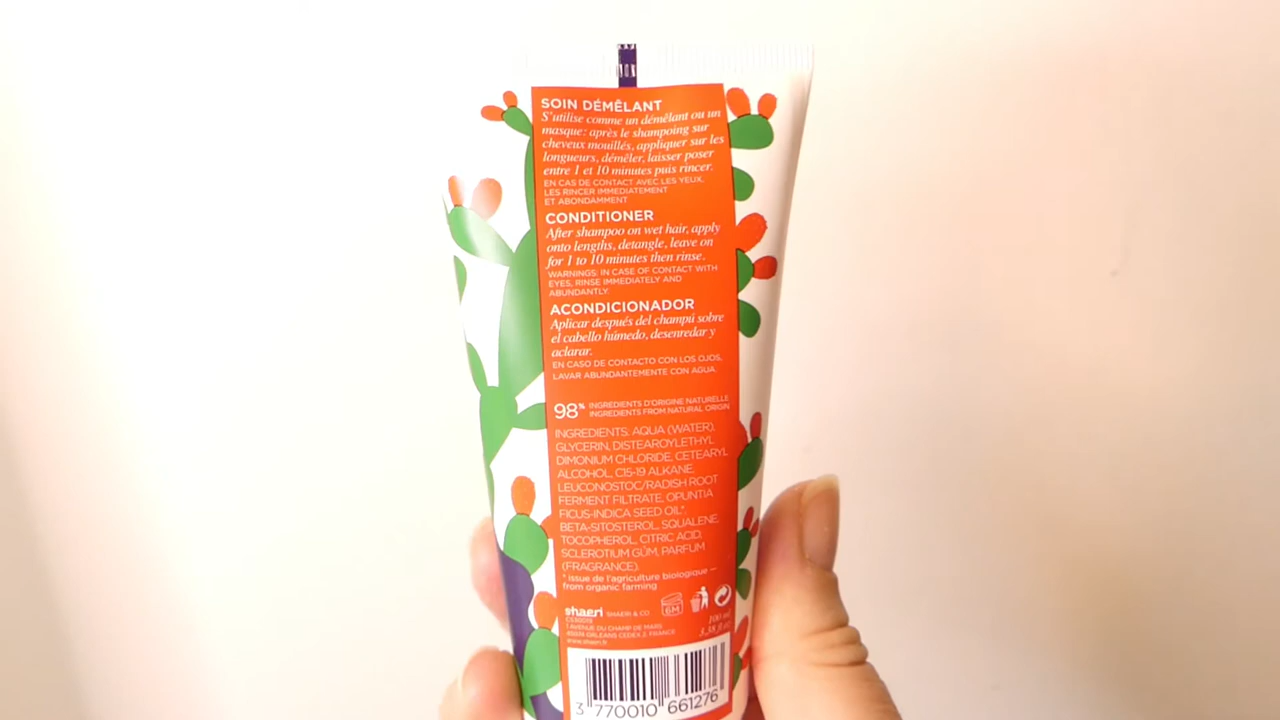 SOIN DÉMÊLANT
S'utilise comme un démêlant ou un
masque: après le shampoing sur
cheveux mouillés, appliquer sur les
longueurs, démêler, laisser poser
entre 1 et 10 minutes puis rincer.
EN CAS DE CONTACT AVEC LES YEUX,
LES RINCER IMMEDIATEMENT
ET ABONDAMMENT
CONDITIONER
After shampoo on wet hair, apply
onto lengths, detangle, leave on
for 1 to 10 minutes then rinse.
WARNINGS: IN CASE OF CONTACT WITH
EYES, RINSE IMMEDIATELY AND
ABUNDANTLY.
ACONDICIONADOR
Aplicar después del champú sobre
el cabello húmedo, desenredar y
aclarar.
EN CASO DE CONTACTO CON LOS OJOS,
LAVAR ABUNDANTEMENTE CON AGUA.
98% INGREDIENTS D'ORIGINE NATURELLE
INGREDIENTS FROM NATURAL ORIGIN
INGREDIENTS: AQUA (WATER),
GLYCERIN, DISTEAROYLETHYL
DIMONIUM CHLORIDE, CETEARYL
ALCOHOL, C15-19 ALKANE,
LEUCONOSTOC/RADISH ROOT
FERMENT FILTRATE, OPUNTIA
FICUS-INDICA SEED OIL*,
BETA-SITOSTEROL, SQUALENE,
TOCOPHEROL, CITRIC ACID,
SCLEROTIUM GUM, PARFUM
(FRAGRANCE).
* issue de l'agriculture biologique –
from organic farming
shaeri SHAERI & CO
1 AVENUE DU CHAMP DE MARS
ORLÉANS CEDEX 2, FRANCE
www.shaeri.fr
6M
100 ml
3.38 fl oz
3 770010 661276